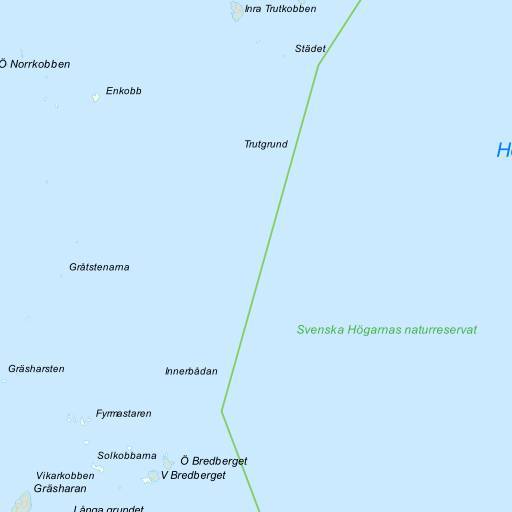 Inra Trutkobben
Städet
Ö Norrkobben
Enkobb
Trutgrund
Gråtstenarna
Svenska Högarnas naturreservat
Gräsharsten
Innerbådan
Fyrmastaren
Solkobbarna
Ö Bredberget
Vikarkobben
V Bredberget
Gräsharan
Långa grundet